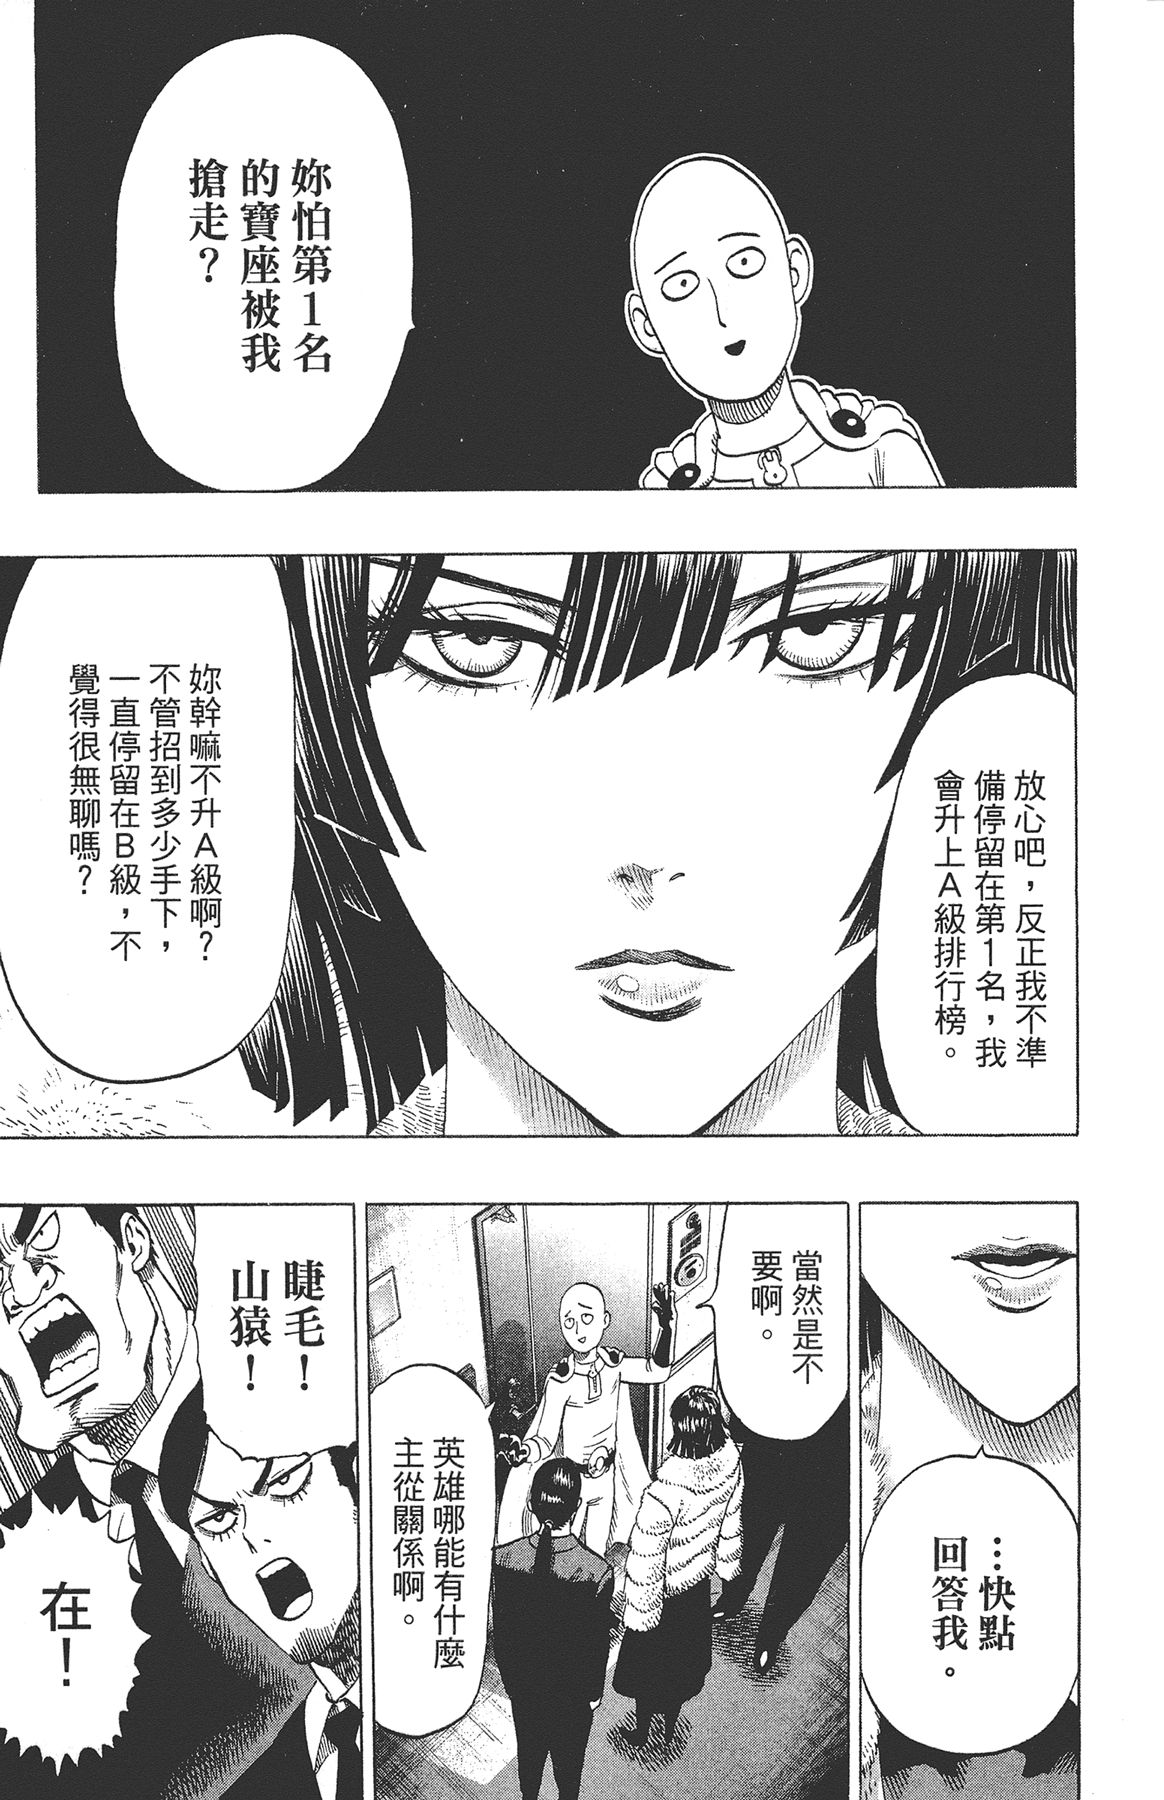 妳怕第1名
的寶座被我
搶走？
放心吧，反正我不準
備停留在第1名，我
會升上A級排行榜。
妳幹嘛不升A級啊？
不管招到多少手下，
一直停留在B級，不
覺得很無聊嗎？
…快點
回答我。
當然是不
要啊。
英雄哪能有什麼
主從關係啊。
睫毛！
山猿！
在！